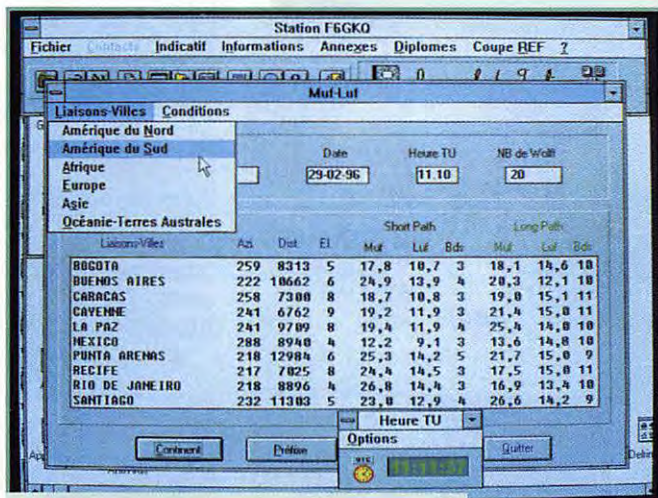 Station F6GKQ
Fichier Contacts Indicatif Informations Annexes Diplomes Coupe REF ?
Muf-Luf
Liaisons-Villes Conditions
Amérique du Nord
Amérique du Sud
Afrique
Europe
Asie
Océanie-Terres Australes
Date Heure TU NB de Wolff
29-02-96 11.10 20
Short Path Long Path
Liaisons-Villes Azi. Dist. El. Muf Luf Bds Muf Luf Bds
BOGOTA 259 8313 5 17,8 10,7 3 18,1 14,6 10
BUENOS AIRES 222 10662 6 24,9 13,9 4 20,3 12,1 10
CARACAS 258 7300 8 18,7 10,8 3 19,0 15,1 11
CAYENNE 241 6762 9 19,2 11,9 3 21,4 15,0 11
LA PAZ 241 9709 8 19,4 11,9 4 25,4 14,0 10
MEXICO 288 8940 4 12,2 9,1 3 13,6 14,8 10
PUNTA ARENAS 218 12984 6 25,3 14,2 5 21,7 15,0 9
RECIFE 217 7025 8 24,4 14,5 3 17,5 15,0 11
RIO DE JANEIRO 218 8896 4 26,8 14,4 3 16,9 13,4 10
SANTIAGO 232 11303 5 23,0 12,9 4 26,6 14,2 9
Heure TU
Options
Continent Préfixe Quitter
UTC